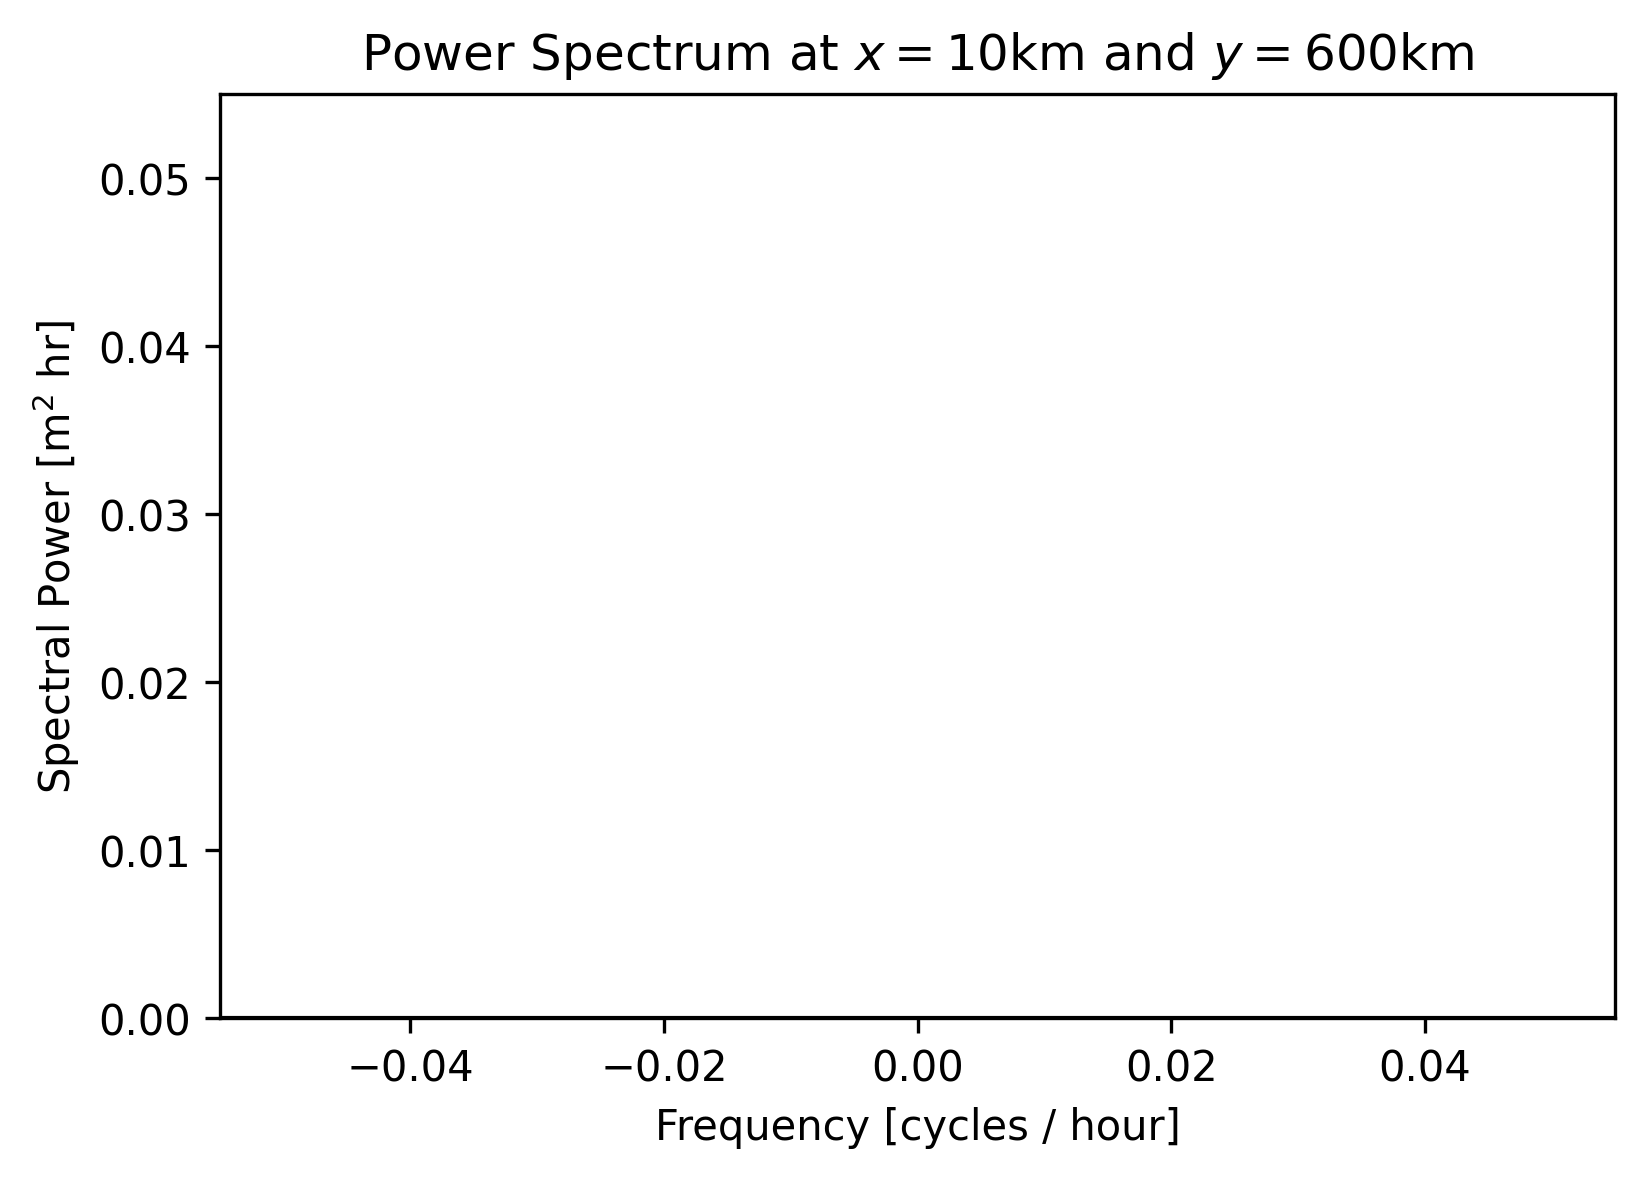 Power Spectrum at x = 10km and y = 600km
0.05
0.04
0.03
0.02
0.01
0.00
Spectral Power [m² hr]
−0.04 −0.02 0.00 0.02 0.04
Frequency [cycles / hour]